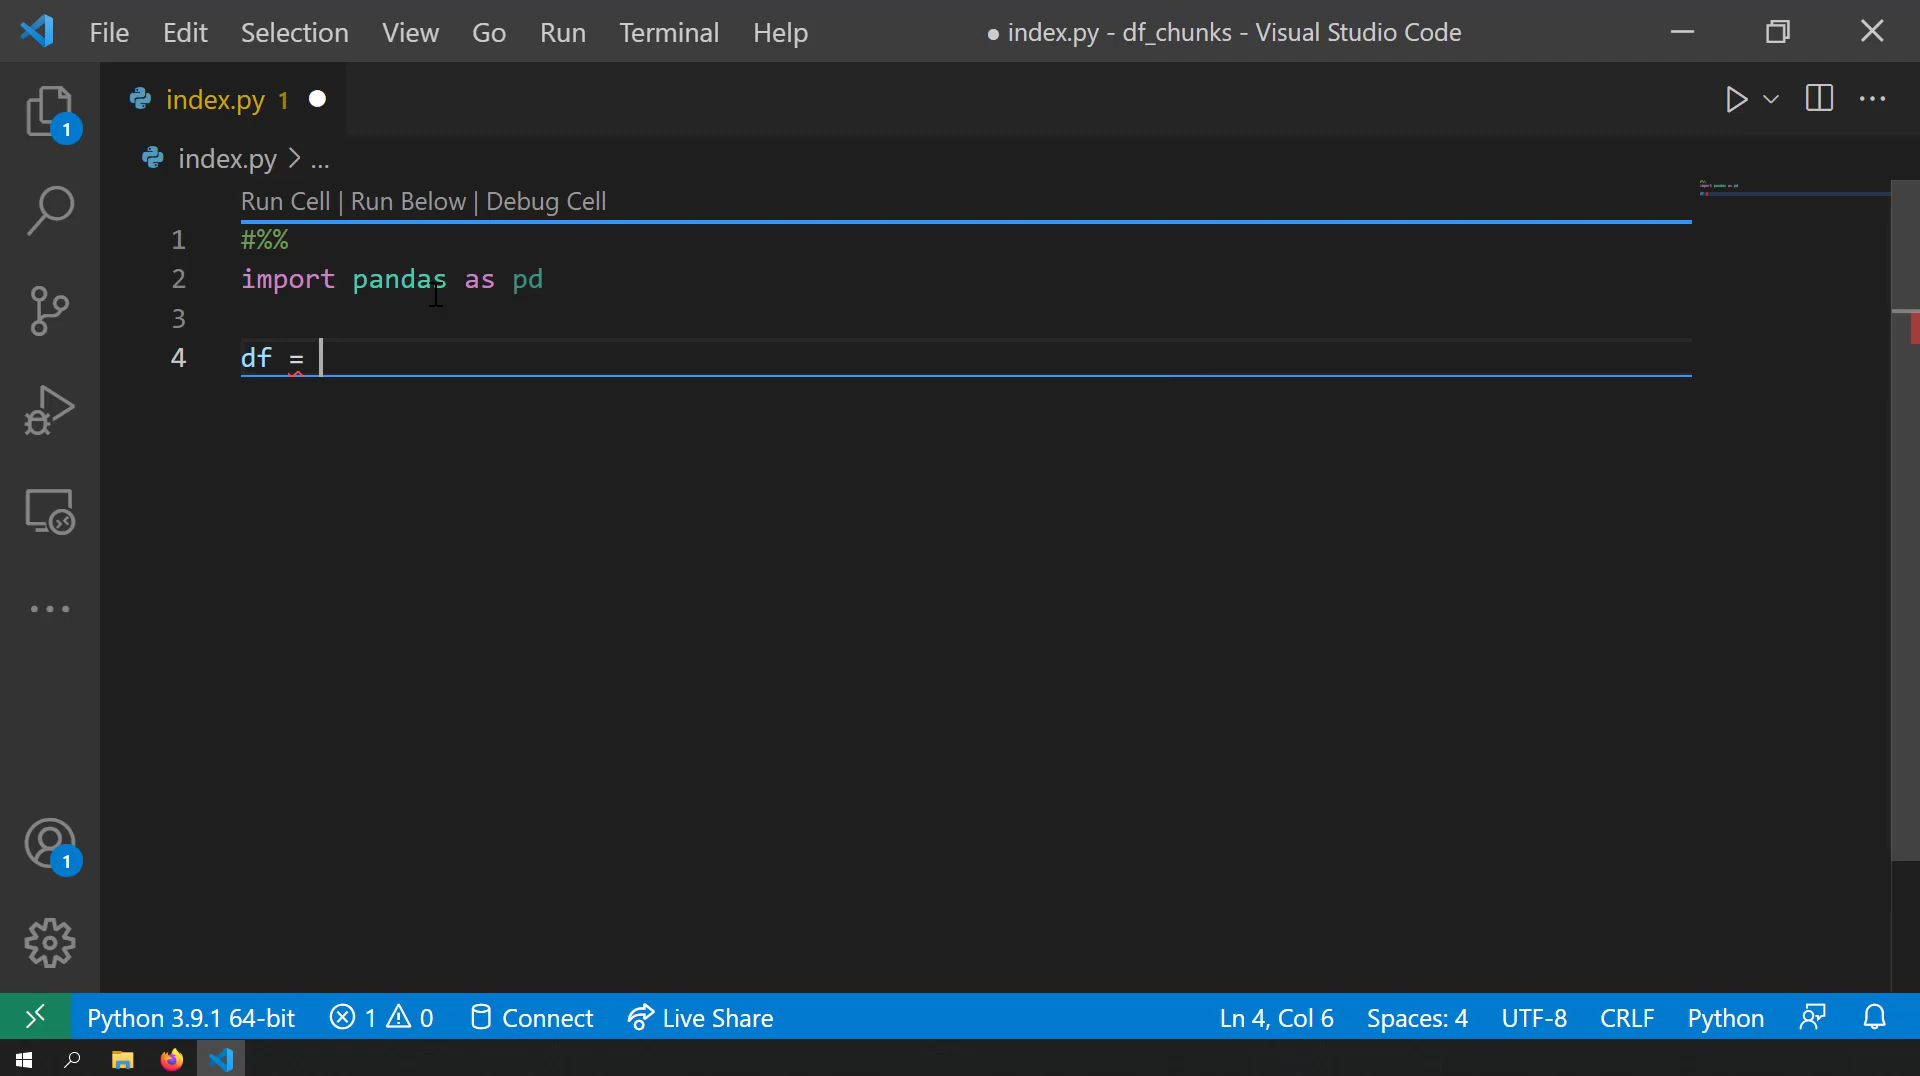 File Edit Selection View Go Run Terminal Help ● index.py - df_chunks - Visual Studio Code
index.py 1
index.py > ...
Run Cell | Run Below | Debug Cell
1 #%%
2 import pandas as pd
3
4 df =
1
1
Python 3.9.1 64-bit 1 0 Connect Live Share Ln 4, Col 6 Spaces: 4 UTF-8 CRLF Python